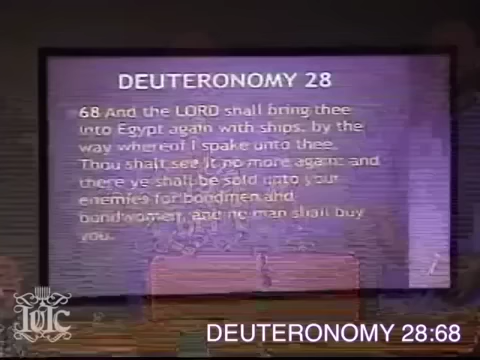 DEUTERONOMY 28
68 And the LORD shall bring thee
into Egypt again with ships, by the
way whereof I spake unto thee,
Thou shalt see it no more again: and
there ye shall be sold unto your
enemies for bondmen and
bondwomen, and no man shall buy
you.
IUIC
DEUTERONOMY 28:68